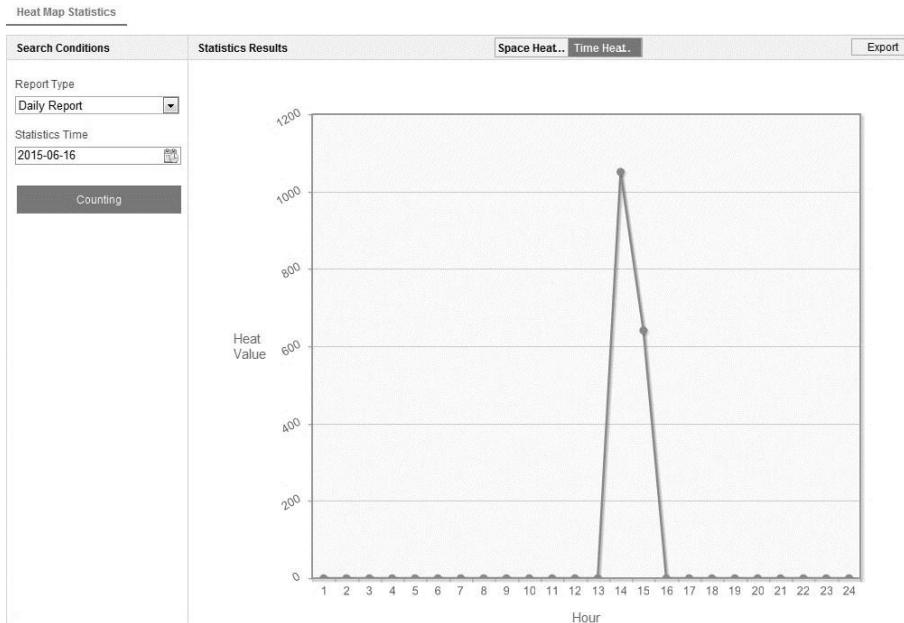 Heat Map Statistics
Search Conditions
Statistics Results
Space Heat...
Time Heat..
Export
Report Type
Daily Report
Statistics Time
2015-06-16
Counting
1200
1000
800
600
400
200
0
Heat
Value
1 2 3 4 5 6 7 8 9 10 11 12 13 14 15 16 17 18 19 20 21 22 23 24
Hour